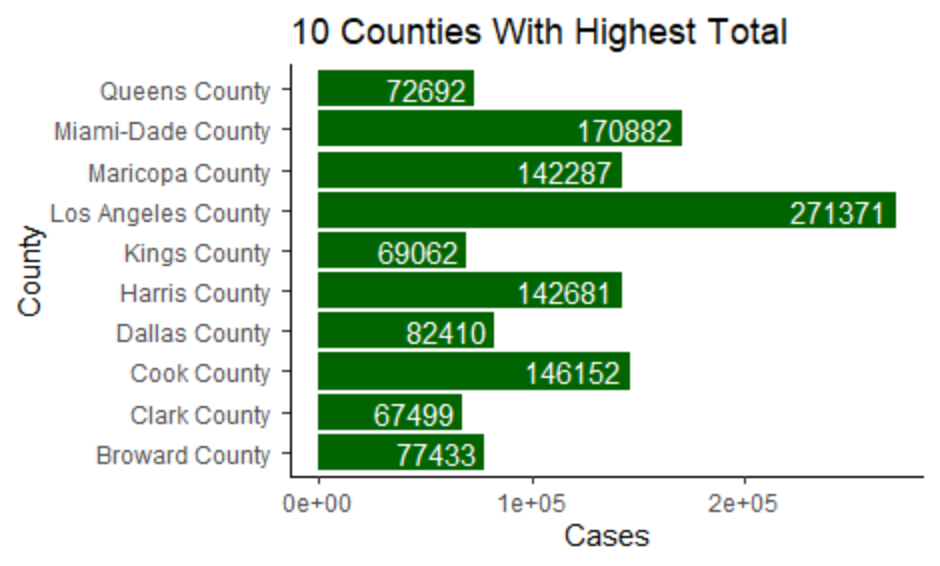 10 Counties With Highest Total
Queens County 72692
Miami-Dade County 170882
Maricopa County 142287
Los Angeles County 271371
Kings County 69062
Harris County 142681
Dallas County 82410
Cook County 146152
Clark County 67499
Broward County 77433
County
0e+00 1e+05 2e+05
Cases